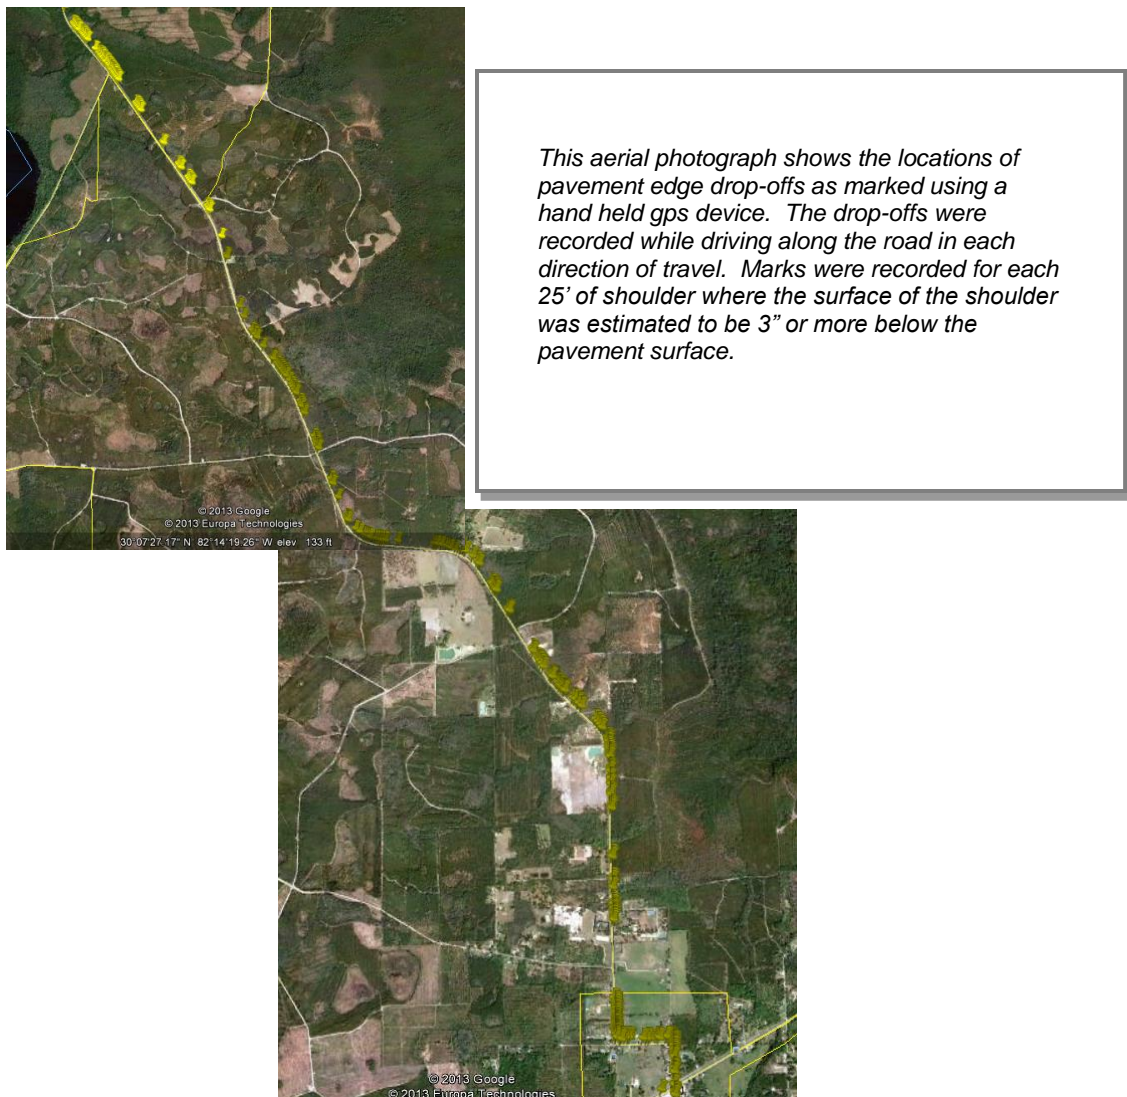 This aerial photograph shows the locations of
pavement edge drop-offs as marked using a
hand held gps device.  The drop-offs were
recorded while driving along the road in each
direction of travel.  Marks were recorded for each
25’ of shoulder where the surface of the shoulder
was estimated to be 3” or more below the
pavement surface.
© 2013 Google
© 2013 Europa Technologies
30°07'27.17" N  82°14'19.26" W elev  133 ft
© 2013 Google
© 2013 Europa Technologies